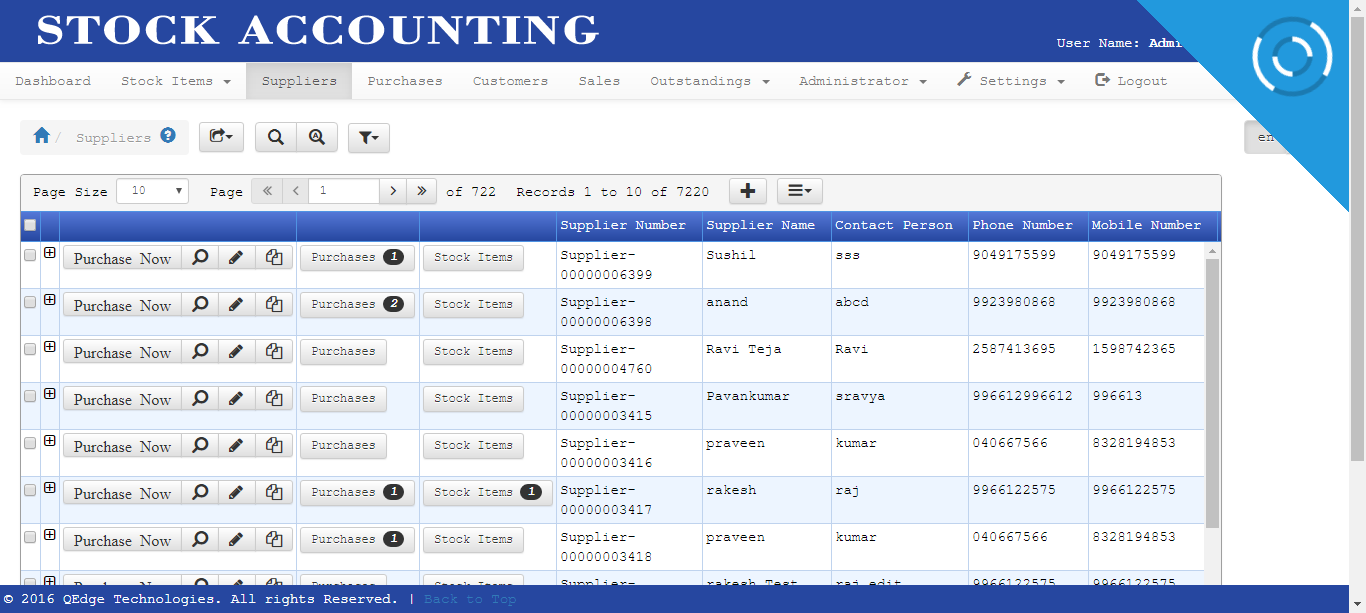 STOCK ACCOUNTING
User Name: Admi
Dashboard Stock Items Suppliers Purchases Customers Sales Outstandings Administrator Settings Logout
/ Suppliers ? en
Page Size 10 Page « < 1 > » of 722 Records 1 to 10 of 7220
Supplier Number Supplier Name Contact Person Phone Number Mobile Number
Purchase Now Purchases 1 Stock Items Supplier- Sushil sss 9049175599 9049175599
00000006399
Purchase Now Purchases 2 Stock Items Supplier- anand abcd 9923980868 9923980868
00000006398
Purchase Now Purchases Stock Items Supplier- Ravi Teja Ravi 2587413695 1598742365
00000004760
Purchase Now Purchases Stock Items Supplier- Pavankumar sravya 996612996612 996613
00000003415
Purchase Now Purchases Stock Items Supplier- praveen kumar 040667566 8328194853
00000003416
Purchase Now Purchases 1 Stock Items 1 Supplier- rakesh raj 9966122575 9966122575
00000003417
Purchase Now Purchases 1 Stock Items Supplier- praveen kumar 040667566 8328194853
00000003418
Purchase Now Purchases Stock Items Supplier- rakesh Test raj edit 9966122575 9966122575
© 2016 QEdge Technologies. All rights Reserved. | Back to Top